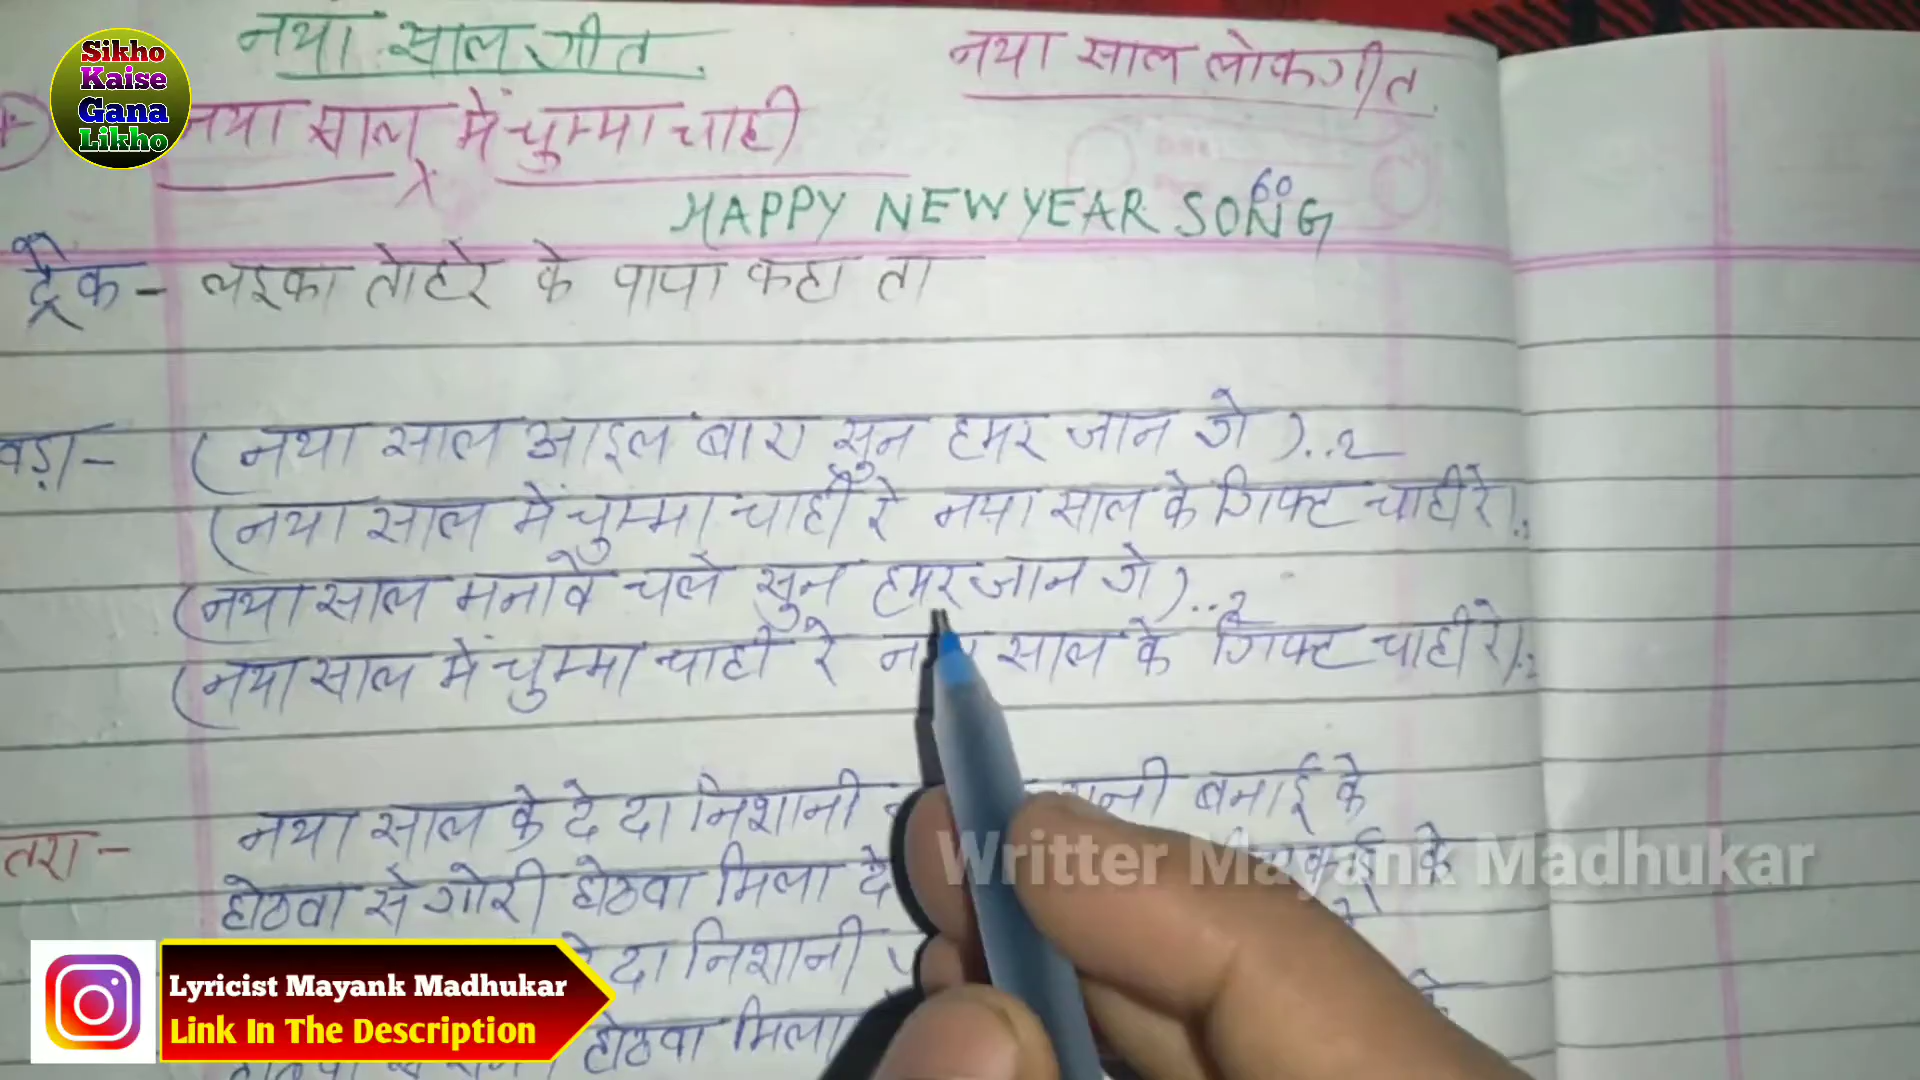 Sikho
Kaise
Gana
Likho
नया साल गीत
नया साल लोकगीत
नया साल में चुम्मा चाही
HAPPY NEW YEAR SONG
60
ट्रैक - लइका तोहरे के पापा कहा ता
(नया साल आइल बाय सुन हमर जान गे)..2
(नया साल में चुम्मा चाही रे नया साल के गिफ्ट चाही रे)..
(नया साल मनावे चले सुन हमर जान गे)..2
(नया साल में चुम्मा चाही रे साल के गिफ्ट चाही रे)..2
नया साल के दे दा निशानी बनाई के
होठवा से गोरी होठवा मिला दे के
दे दा निशानी
होठवा मिला
Writter Mayank Madhukar
Lyricist Mayank Madhukar
Link In The Description